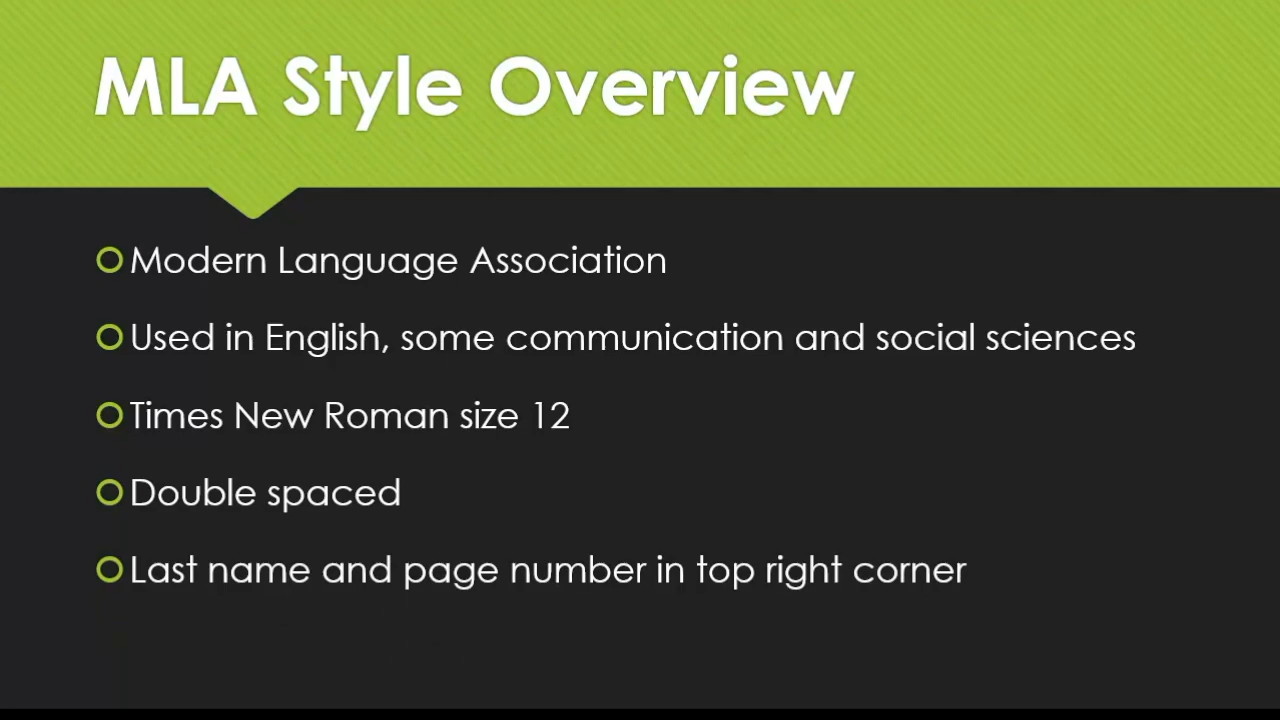 MLA Style Overview
Modern Language Association
Used in English, some communication and social sciences
Times New Roman size 12
Double spaced
Last name and page number in top right corner